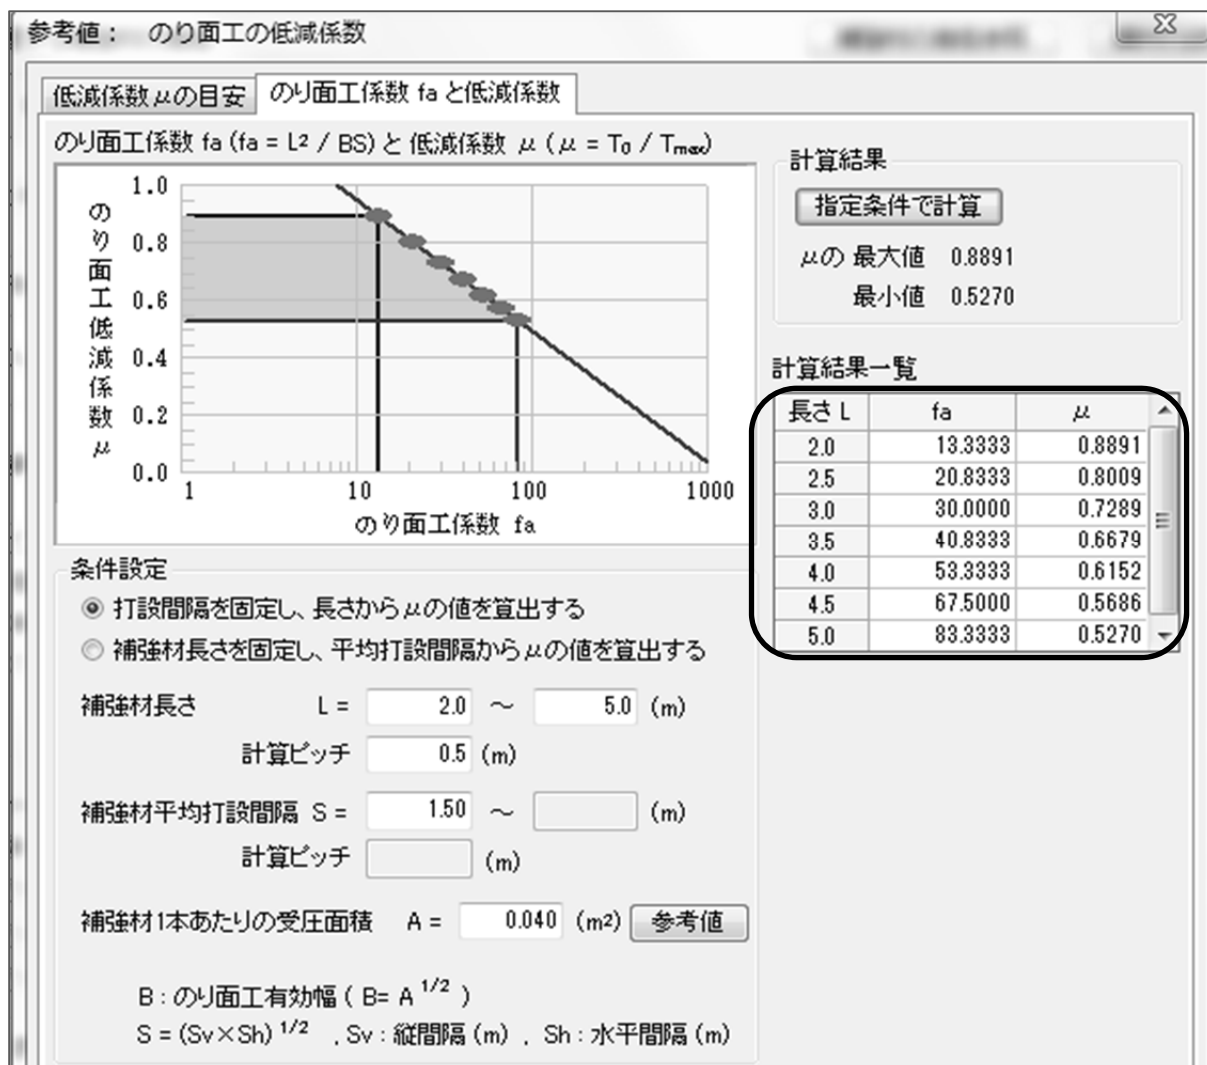 参考値： のり面工の低減係数
低減係数μの目安 のり面工係数 fa と低減係数
のり面工係数 fa (fa = L2 / BS) と 低減係数 μ ( μ = T0 / Tmax)
のり面工低減係数 μ
1.0
0.8
0.6
0.4
0.2
0.0
1 10 100 1000
のり面工係数 fa
計算結果
指定条件で計算
μの 最大値 0.8891
最小値 0.5270
計算結果一覧
長さ L fa μ
2.0 13.3333 0.8891
2.5 20.8333 0.8009
3.0 30.0000 0.7289
3.5 40.8333 0.6679
4.0 53.3333 0.6152
4.5 67.5000 0.5686
5.0 83.3333 0.5270
条件設定
打設間隔を固定し、長さからμの値を算出する
補強材長さを固定し、平均打設間隔からμの値を算出する
補強材長さ L = 2.0 ～ 5.0 (m)
計算ピッチ 0.5 (m)
補強材平均打設間隔 S = 1.50 ～ (m)
計算ピッチ (m)
補強材1本あたりの受圧面積 A = 0.040 (m2) 参考値
B : のり面工有効幅 ( B= A 1/2 )
S = (Sv×Sh) 1/2 , Sv : 縦間隔 (m) , Sh : 水平間隔 (m)